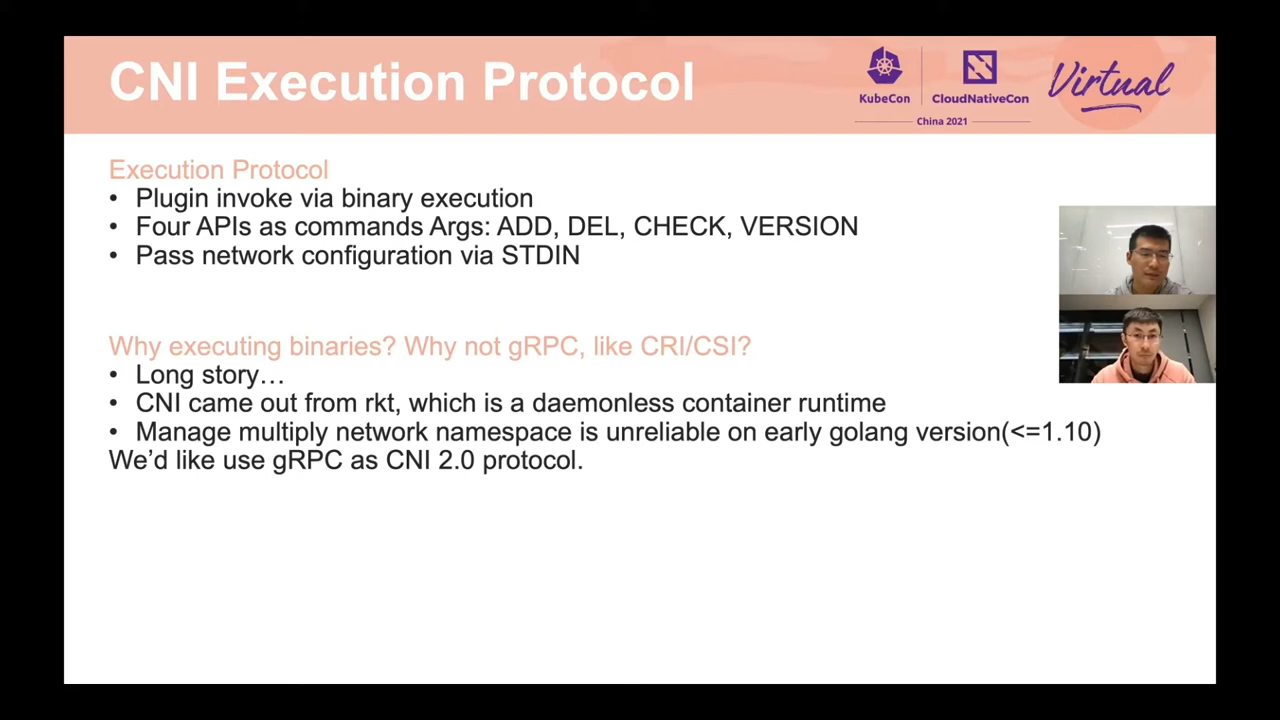 CNI Execution Protocol
KubeCon
CloudNativeCon
Virtual
China 2021
Execution Protocol
• Plugin invoke via binary execution
• Four APIs as commands Args: ADD, DEL, CHECK, VERSION
• Pass network configuration via STDIN
Why executing binaries? Why not gRPC, like CRI/CSI?
• Long story…
• CNI came out from rkt, which is a daemonless container runtime
• Manage multiply network namespace is unreliable on early golang version(<=1.10)
We’d like use gRPC as CNI 2.0 protocol.